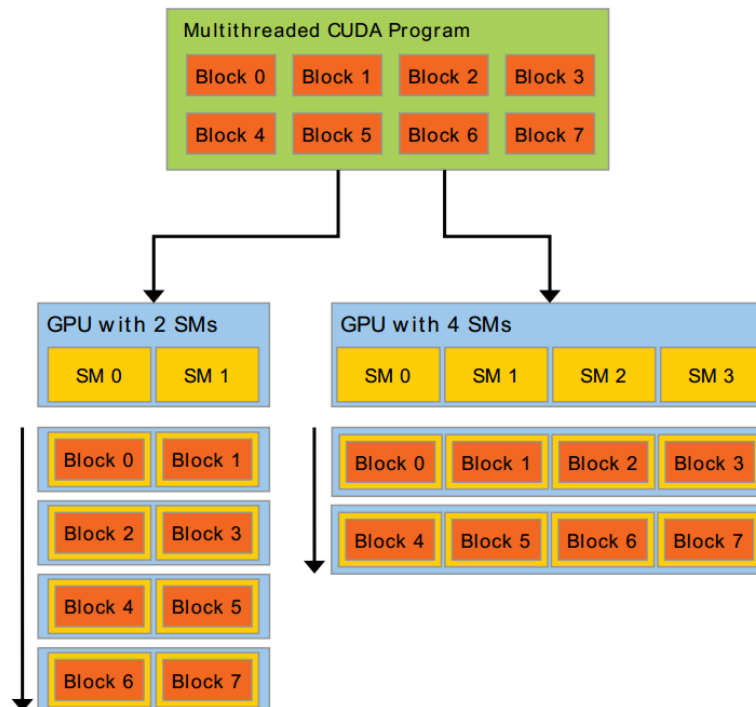 Multithreaded CUDA Program
Block 0 Block 1 Block 2 Block 3
Block 4 Block 5 Block 6 Block 7
GPU with 2 SMs
SM 0 SM 1
Block 0 Block 1
Block 2 Block 3
Block 4 Block 5
Block 6 Block 7
GPU with 4 SMs
SM 0 SM 1 SM 2 SM 3
Block 0 Block 1 Block 2 Block 3
Block 4 Block 5 Block 6 Block 7